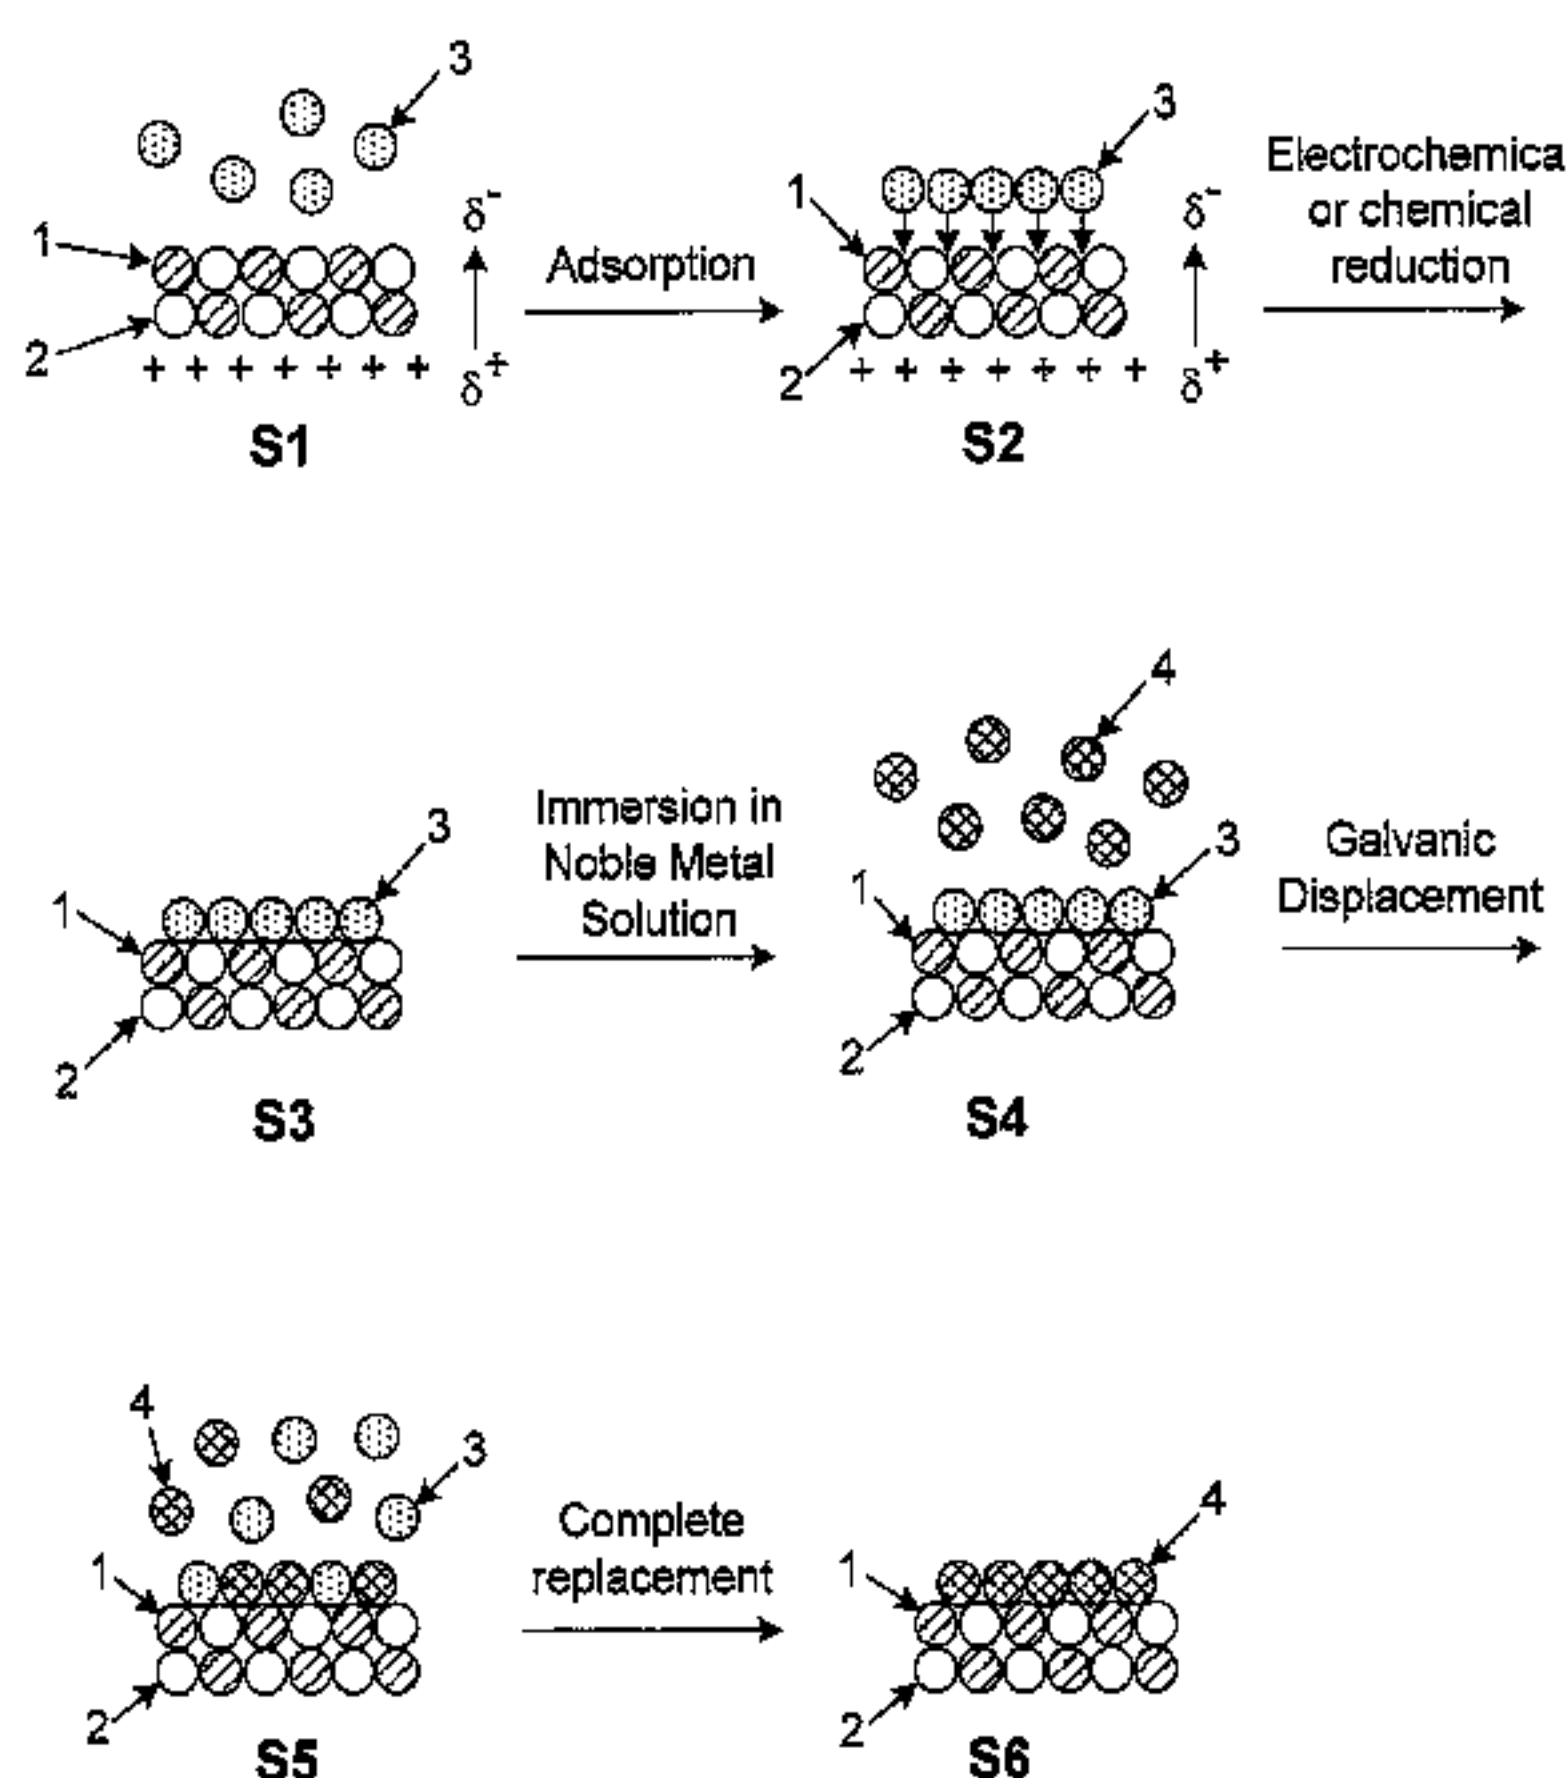 3
1
2
δ⁻
δ⁺
+ + + + + + +
S1
Adsorption
3
1
2
δ⁻
δ⁺
+ + + + + + +
S2
Electrochemica
or chemical
reduction
3
1
2
S3
Immersion in
Noble Metal
Solution
4
3
1
2
S4
Galvanic
Displacement
4
3
1
2
S5
Complete
replacement
4
1
2
S6